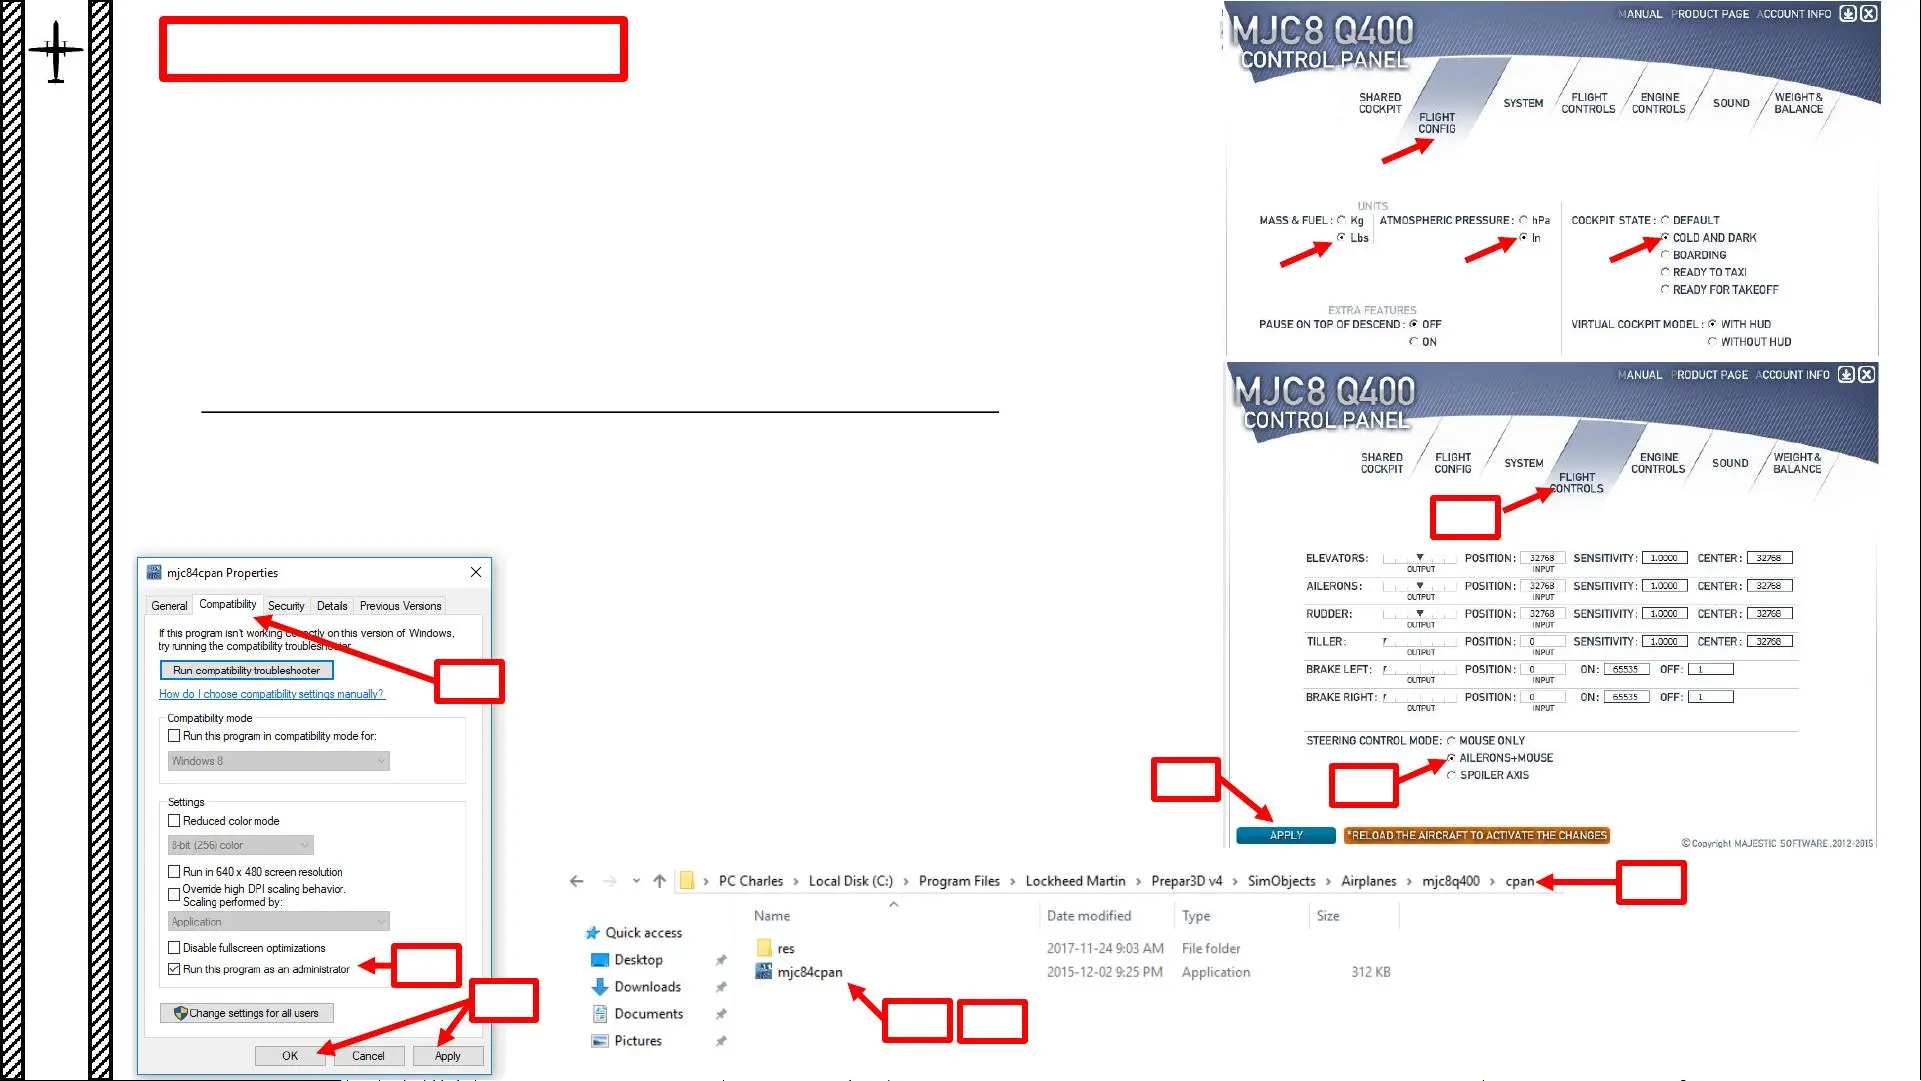 MJC8 Q400
CONTROL PANEL
MANUAL PRODUCT PAGE ACCOUNT INFO
SHARED COCKPIT
FLIGHT CONFIG
SYSTEM
FLIGHT CONTROLS
ENGINE CONTROLS
SOUND
WEIGHT & BALANCE
UNITS
MASS & FUEL: Kg
Lbs
ATMOSPHERIC PRESSURE: hPa
In
COCKPIT STATE: DEFAULT
COLD AND DARK
BOARDING
READY TO TAXI
READY FOR TAKEOFF
EXTRA FEATURES
PAUSE ON TOP OF DESCEND: OFF
ON
VIRTUAL COCKPIT MODEL: WITH HUD
WITHOUT HUD
MJC8 Q400
CONTROL PANEL
MANUAL PRODUCT PAGE ACCOUNT INFO
SHARED COCKPIT
FLIGHT CONFIG
SYSTEM
FLIGHT CONTROLS
ENGINE CONTROLS
SOUND
WEIGHT & BALANCE
ELEVATORS: POSITION: 32768 SENSITIVITY: 1.0000 CENTER: 32768
OUTPUT INPUT
AILERONS: POSITION: 32768 SENSITIVITY: 1.0000 CENTER: 32768
OUTPUT INPUT
RUDDER: POSITION: 32768 SENSITIVITY: 1.0000 CENTER: 32768
OUTPUT INPUT
TILLER: POSITION: 0 SENSITIVITY: 1.0000 CENTER: 32768
OUTPUT INPUT
BRAKE LEFT: POSITION: 0 ON: 65535 OFF: 1
OUTPUT INPUT
BRAKE RIGHT: POSITION: 0 ON: 65535 OFF: 1
OUTPUT INPUT
STEERING CONTROL MODE: MOUSE ONLY
AILERONS+MOUSE
SPOILER AXIS
APPLY
*RELOAD THE AIRCRAFT TO ACTIVATE THE CHANGES
©Copyright MAJESTIC SOFTWARE.2012-2015
mjc84cpan Properties
General Compatibility Security Details Previous Versions
If this program isn't working correctly on this version of Windows,
try running the compatibility troubleshooter.
Run compatibility troubleshooter
How do I choose compatibility settings manually?
Compatibility mode
Run this program in compatibility mode for:
Windows 8
Settings
Reduced color mode
8-bit (256) color
Run in 640 x 480 screen resolution
Override high DPI scaling behavior.
Scaling performed by:
Application
Disable fullscreen optimizations
Run this program as an administrator
Change settings for all users
OK Cancel Apply
PC Charles > Local Disk (C:) > Program Files > Lockheed Martin > Prepar3D v4 > SimObjects > Airplanes > mjc8q400 > cpan
Name Date modified Type Size
Quick access
Desktop
Downloads
Documents
Pictures
res 2017-11-24 9:03 AM File folder
mjc84cpan 2015-12-02 9:25 PM Application 312 KB